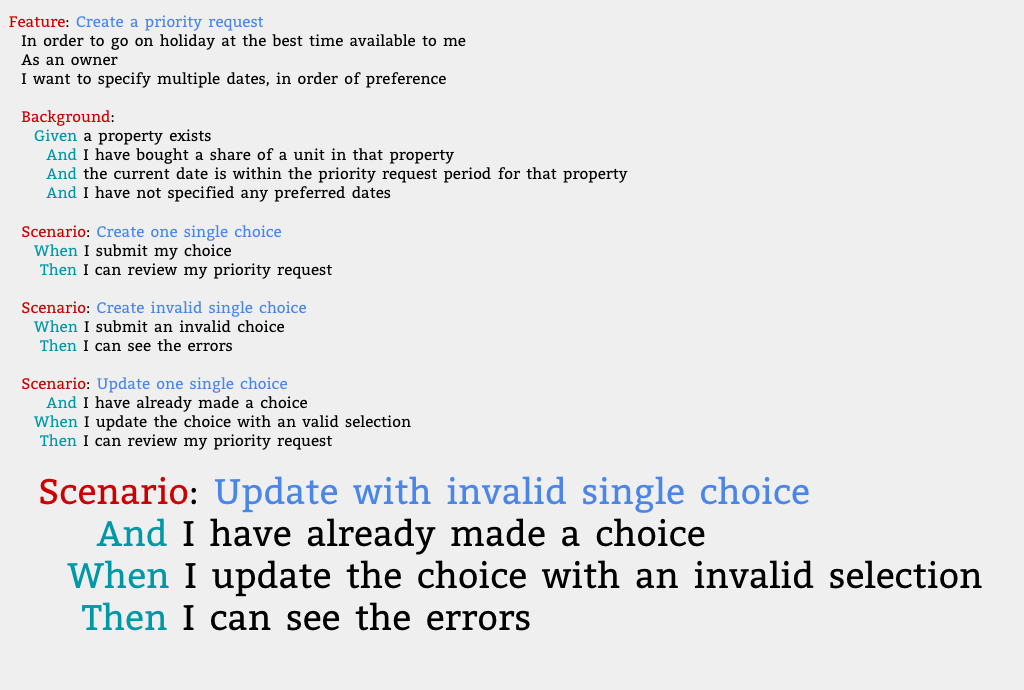 Feature: Create a priority request
In order to go on holiday at the best time available to me
As an owner
I want to specify multiple dates, in order of preference
Background:
Given a property exists
And I have bought a share of a unit in that property
And the current date is within the priority request period for that property
And I have not specified any preferred dates
Scenario: Create one single choice
When I submit my choice
Then I can review my priority request
Scenario: Create invalid single choice
When I submit an invalid choice
Then I can see the errors
Scenario: Update one single choice
And I have already made a choice
When I update the choice with an valid selection
Then I can review my priority request
Scenario: Update with invalid single choice
And I have already made a choice
When I update the choice with an invalid selection
Then I can see the errors